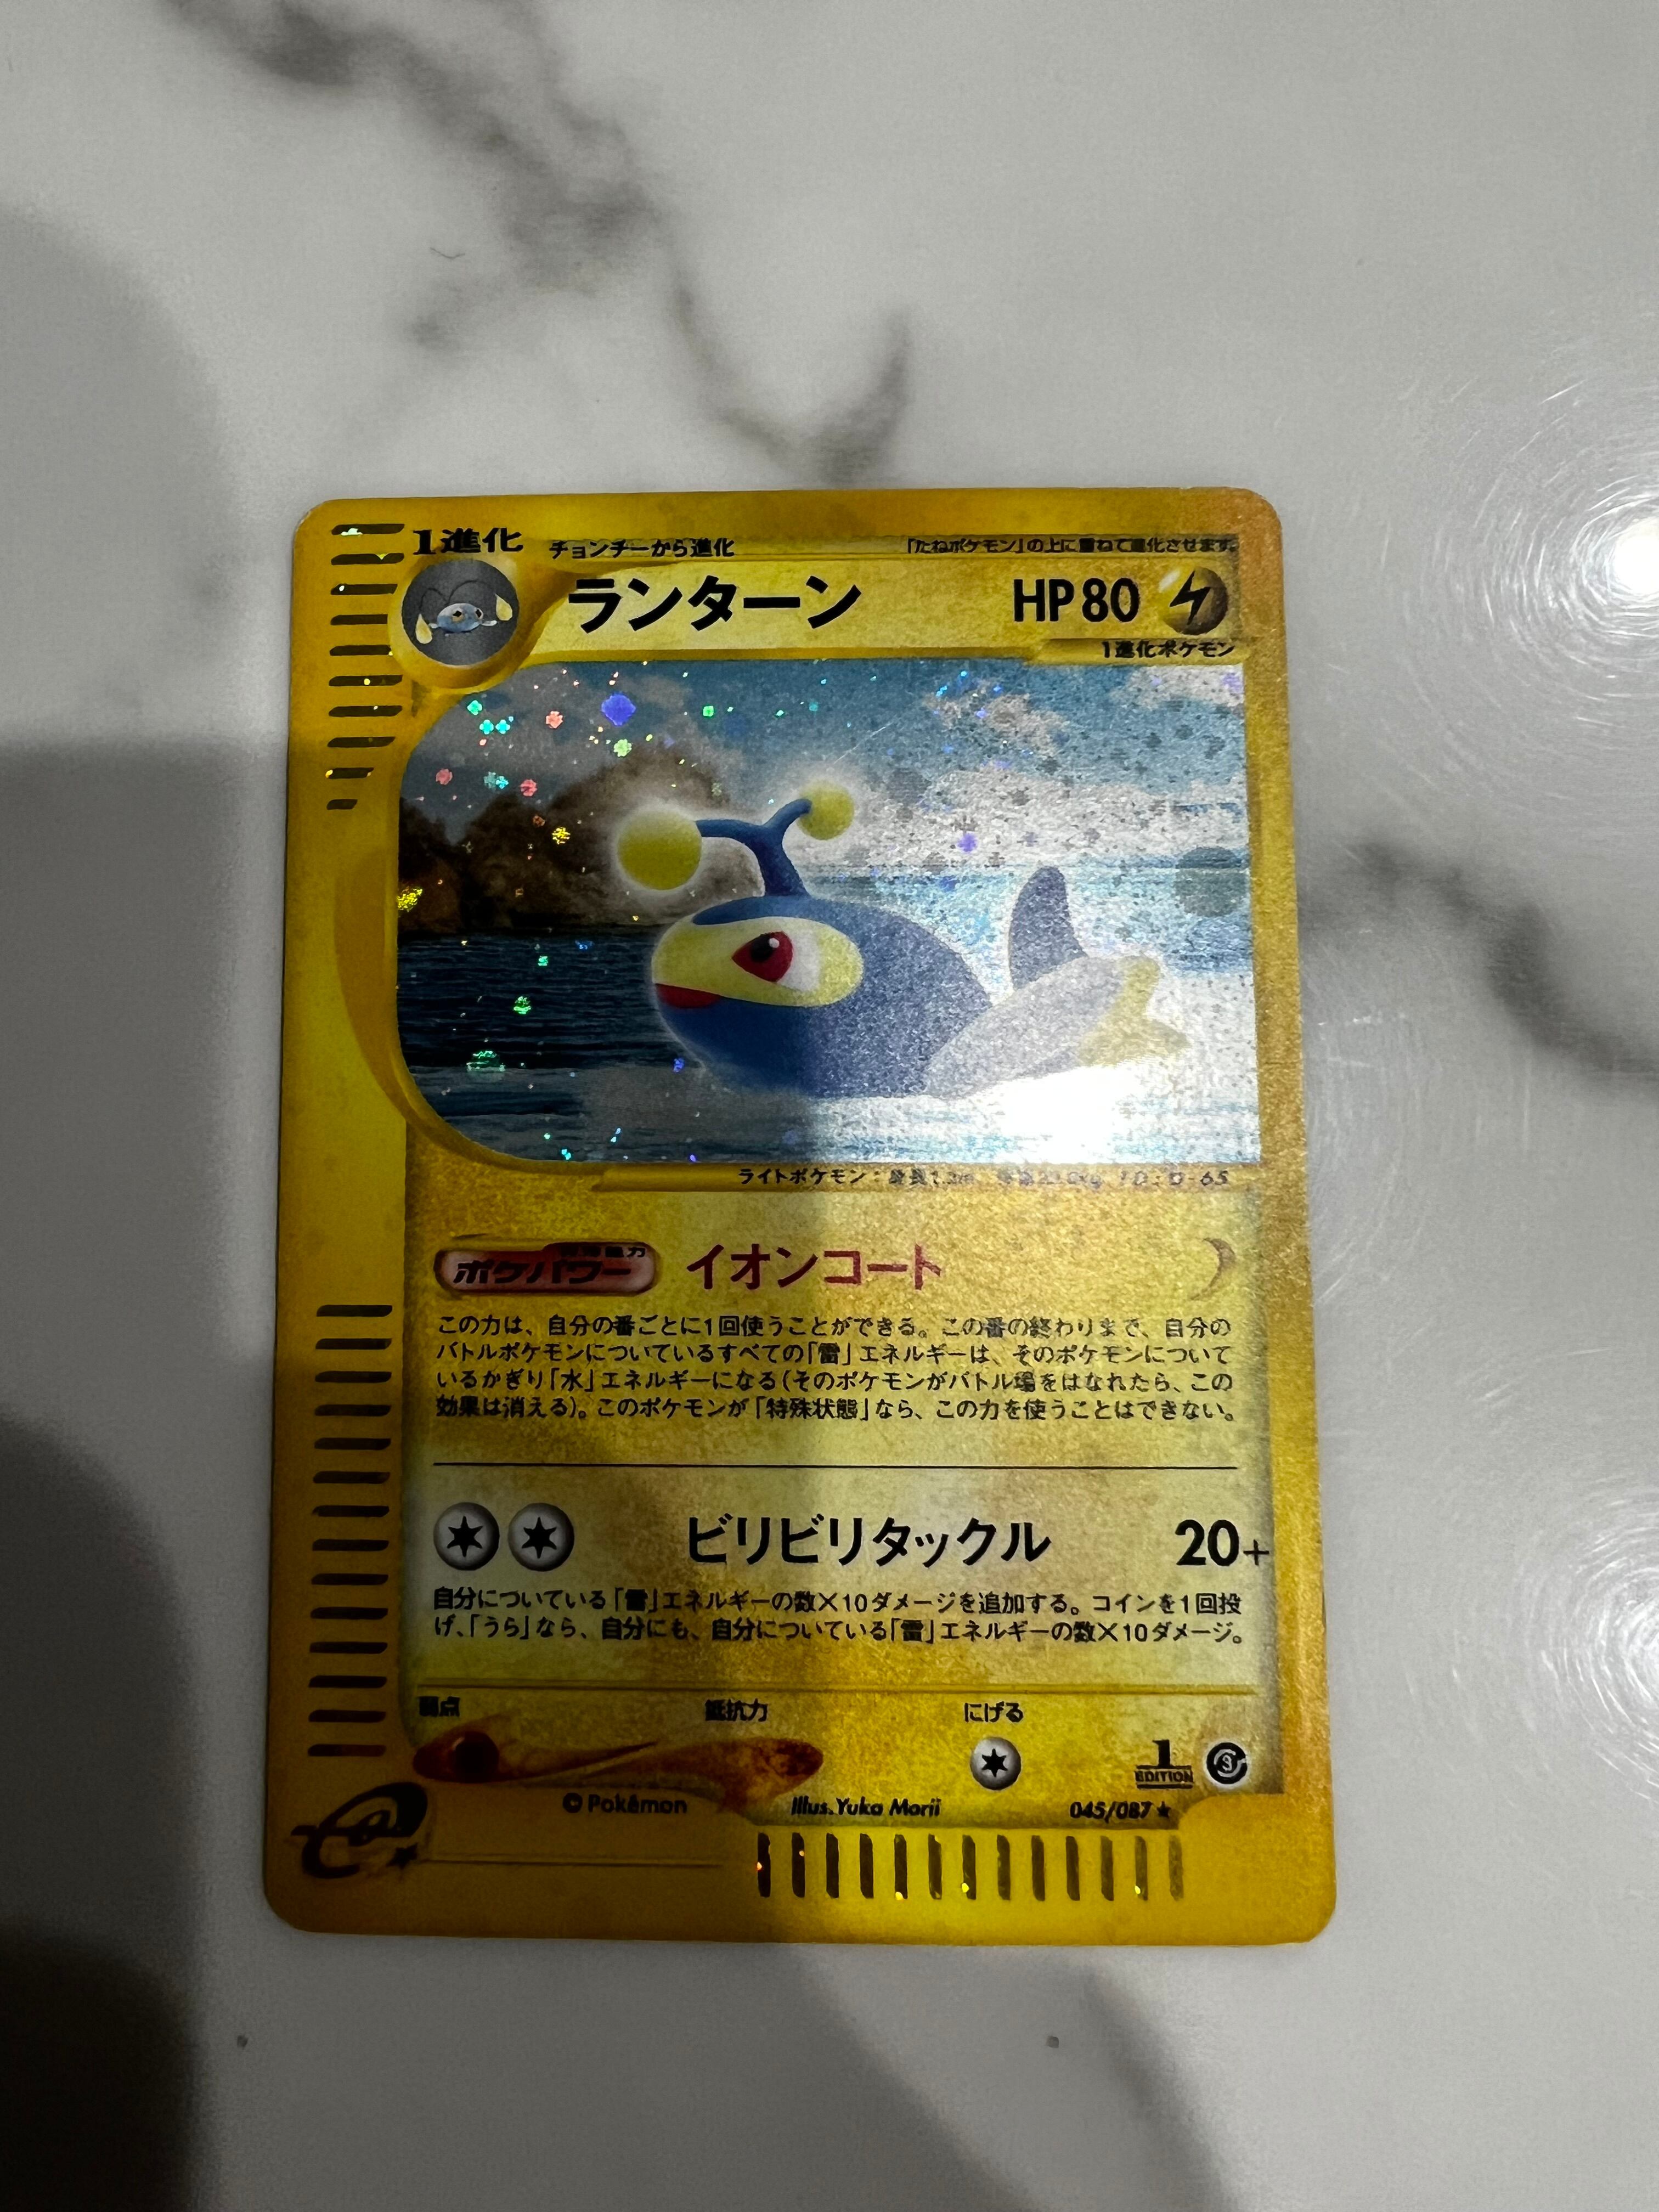 1進化 チョンチーから進化 「たねポケモン」の上に重ねて進化させます。
ランターン HP80
1進化ポケモン
ライトポケモン：身長1.2m、 10:0-65
特殊能力
ポケパワー イオンコート
この力は、自分の番ごとに1回使うことができる。この番の終わりまで、自分の
バトルポケモンについているすべての「雷」エネルギーは、そのポケモンについて
いるかぎり「水」エネルギーになる（そのポケモンがバトル場をはなれたら、この
効果は消える）。このポケモンが「特殊状態」なら、この力を使うことはできない。
ビリビリタックル 20+
自分についている「雷」エネルギーの数×10ダメージを追加する。コインを1回投
げ、「うら」なら、自分にも、自分についている「雷」エネルギーの数×10ダメージ。
弱点 抵抗力 にげる
1
EDITION
© Pokémon Illus.Yuka Morii 045/087★